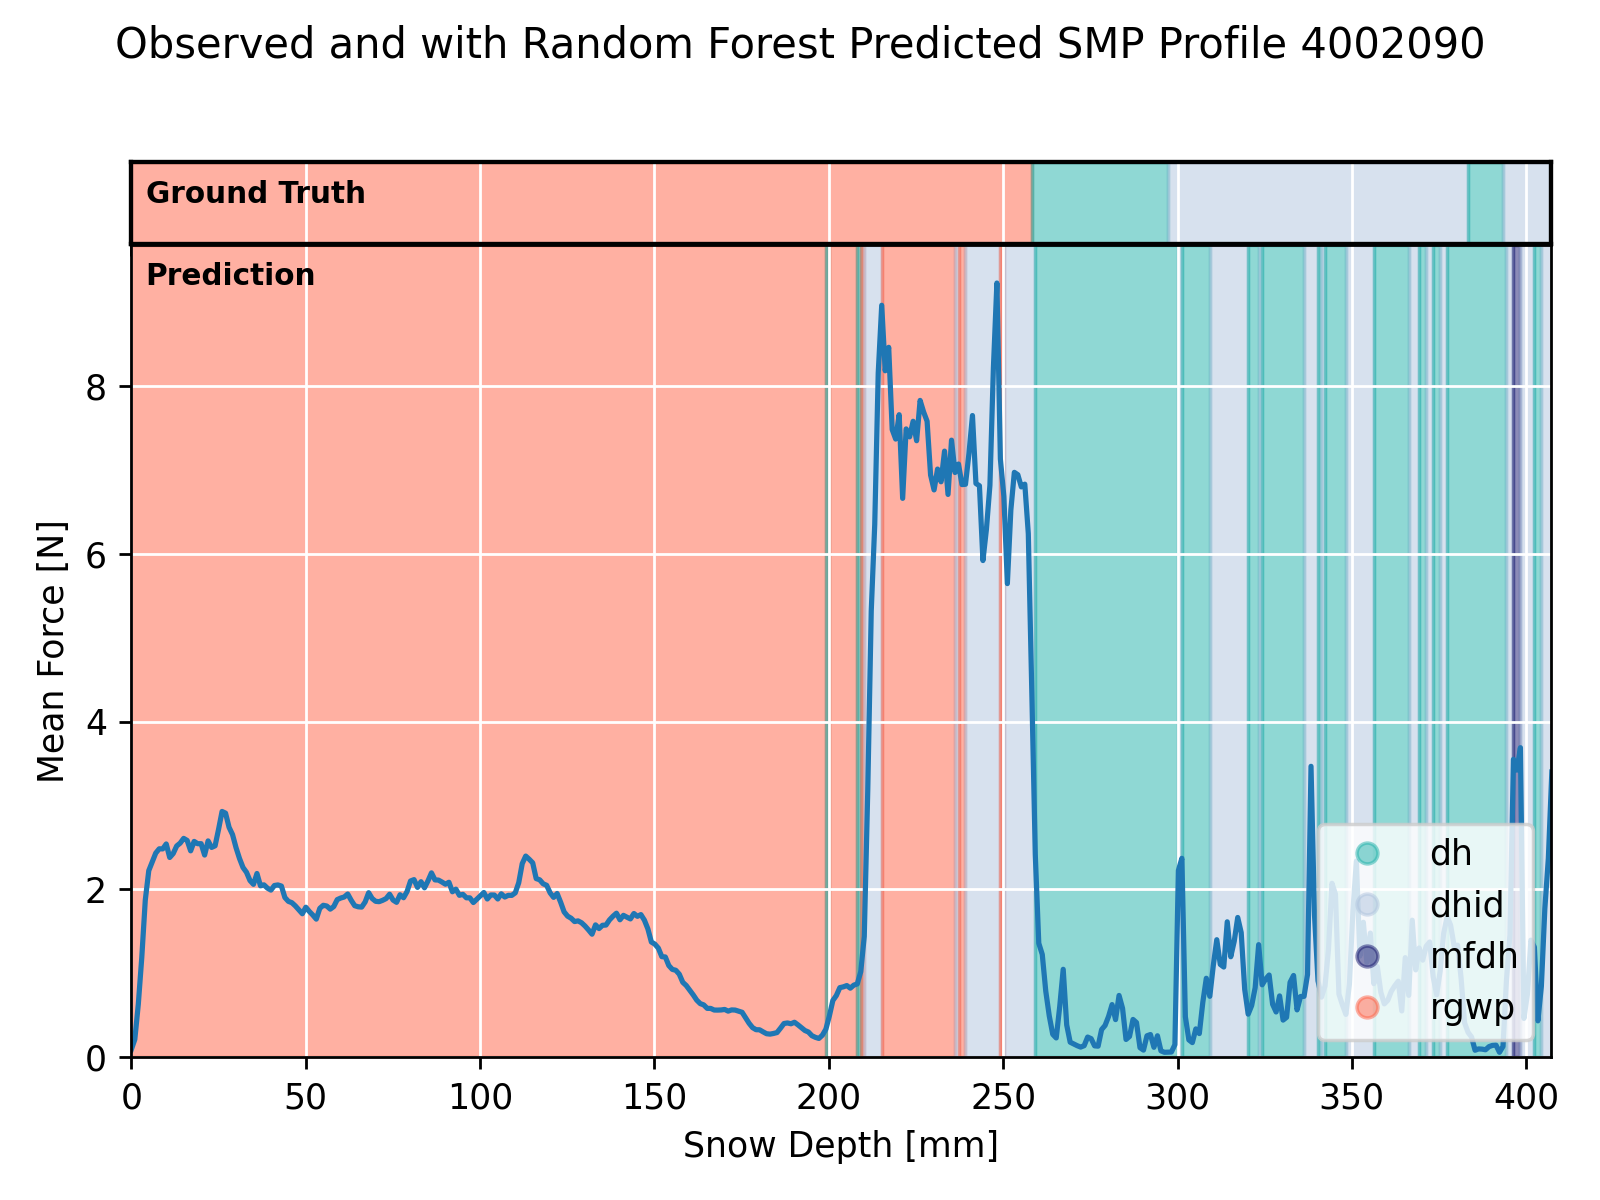 Observed and with Random Forest Predicted SMP Profile 4002090
Ground Truth
Prediction
8
6
4
2
0
Mean Force [N]
dh
dhid
mfdh
rgwp
0 50 100 150 200 250 300 350 400
Snow Depth [mm]